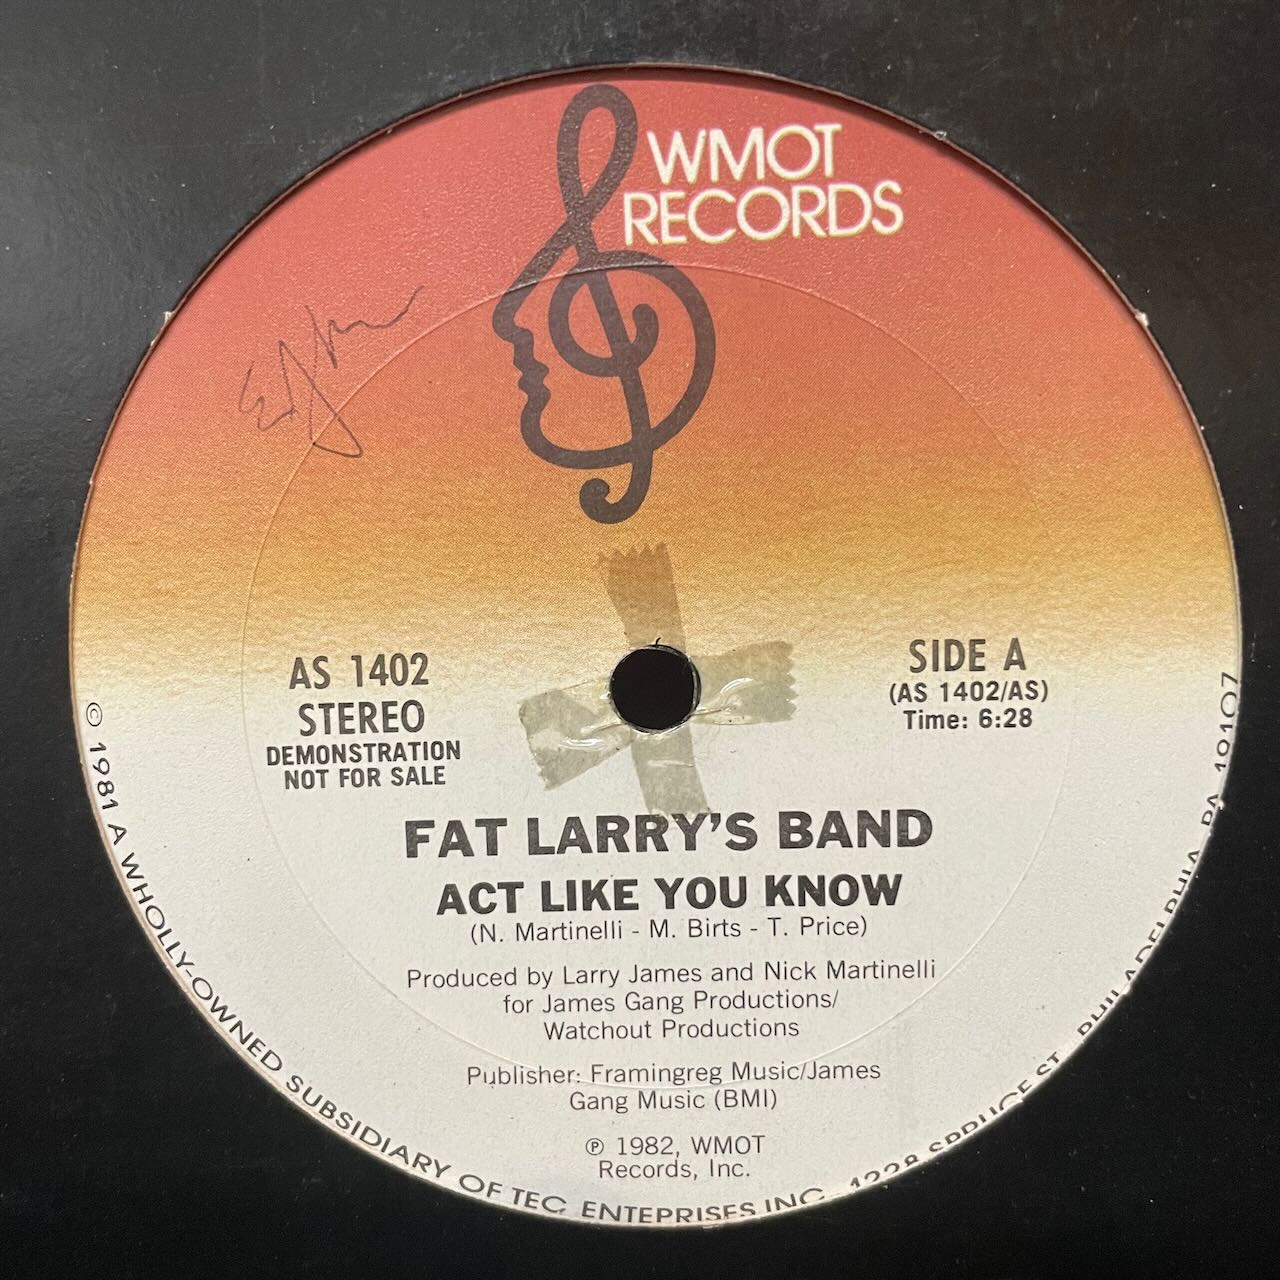 WMOT
RECORDS
AS 1402
STEREO
DEMONSTRATION
NOT FOR SALE
SIDE A
(AS 1402/AS)
Time: 6:28
FAT LARRY'S BAND
ACT LIKE YOU KNOW
(N. Martinelli - M. Birts - T. Price)
Produced by Larry James and Nick Martinelli
for James Gang Productions/
Watchout Productions
Publisher: Framingreg Music/James
Gang Music (BMI)
℗ 1982, WMOT
Records, Inc.
© 1981 A WHOLLY-OWNED SUBSIDIARY OF TEC ENTEPRISES INC. 1228 SPRUCE ST. PHILADELPHIA PA 19107